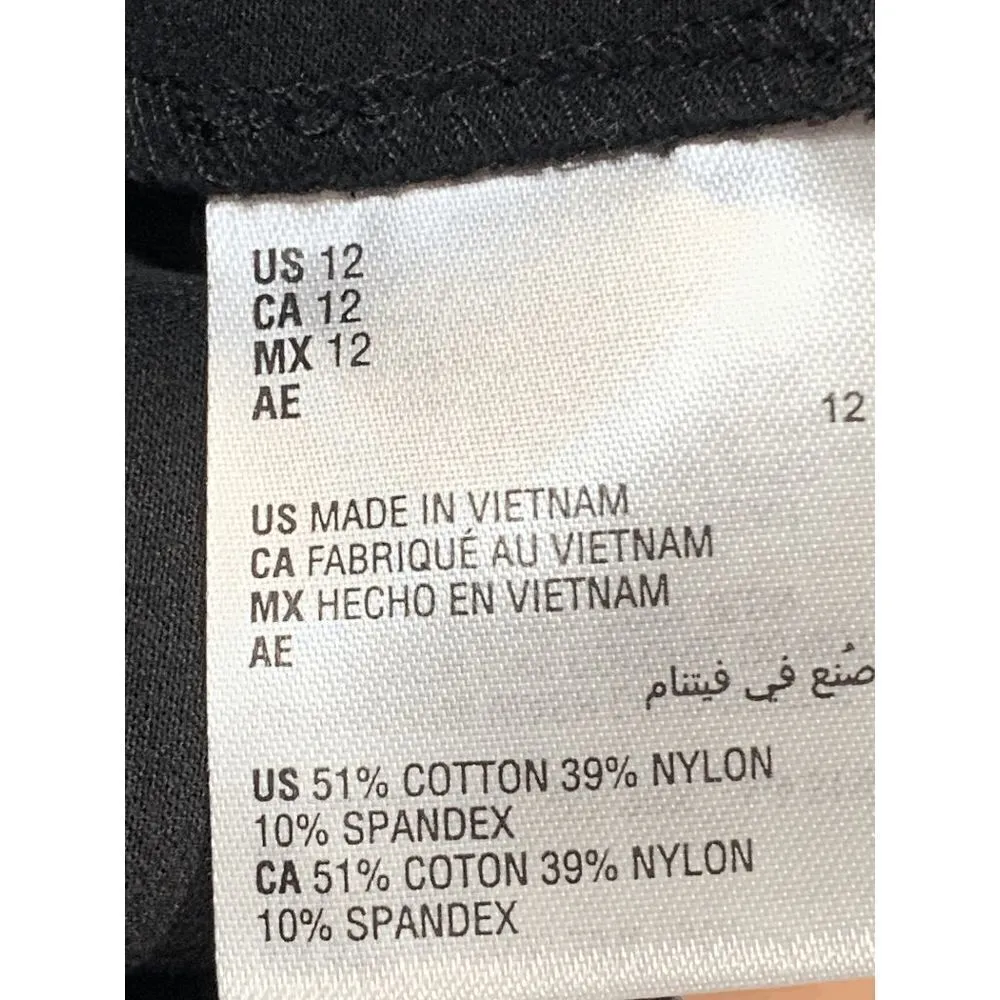 US 12
CA 12
MX 12
AE
12
US MADE IN VIETNAM
CA FABRIQUÉ AU VIETNAM
MX HECHO EN VIETNAM
AE
صُنع في فيتنام
US 51% COTTON 39% NYLON
10% SPANDEX
CA 51% COTON 39% NYLON
10% SPANDEX